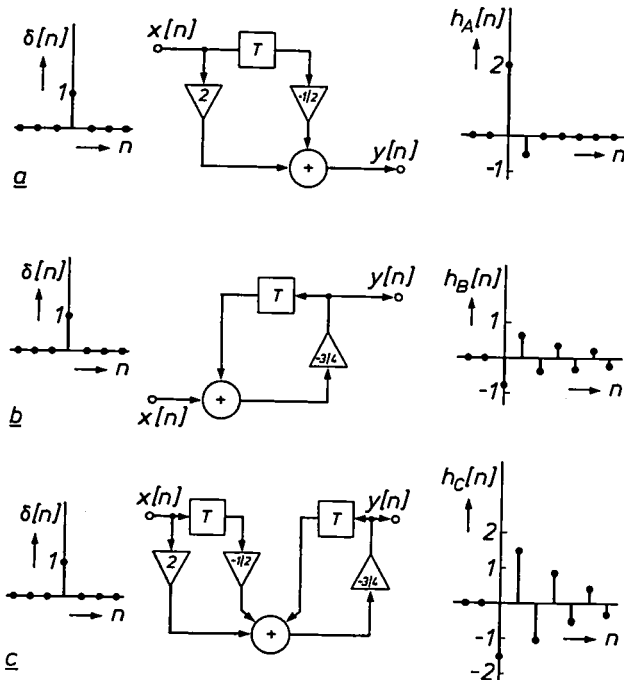 δ[n]
1
n
x[n]
T
2
-1/2
+
y[n]
h_A[n]
2
-1
n
a
δ[n]
1
n
T
y[n]
-3/4
x[n]
+
h_B[n]
1
-1
n
b
δ[n]
1
n
x[n]
T
2
-1/2
+
T
y[n]
-3/4
h_C[n]
2
1
-1
-2
n
c